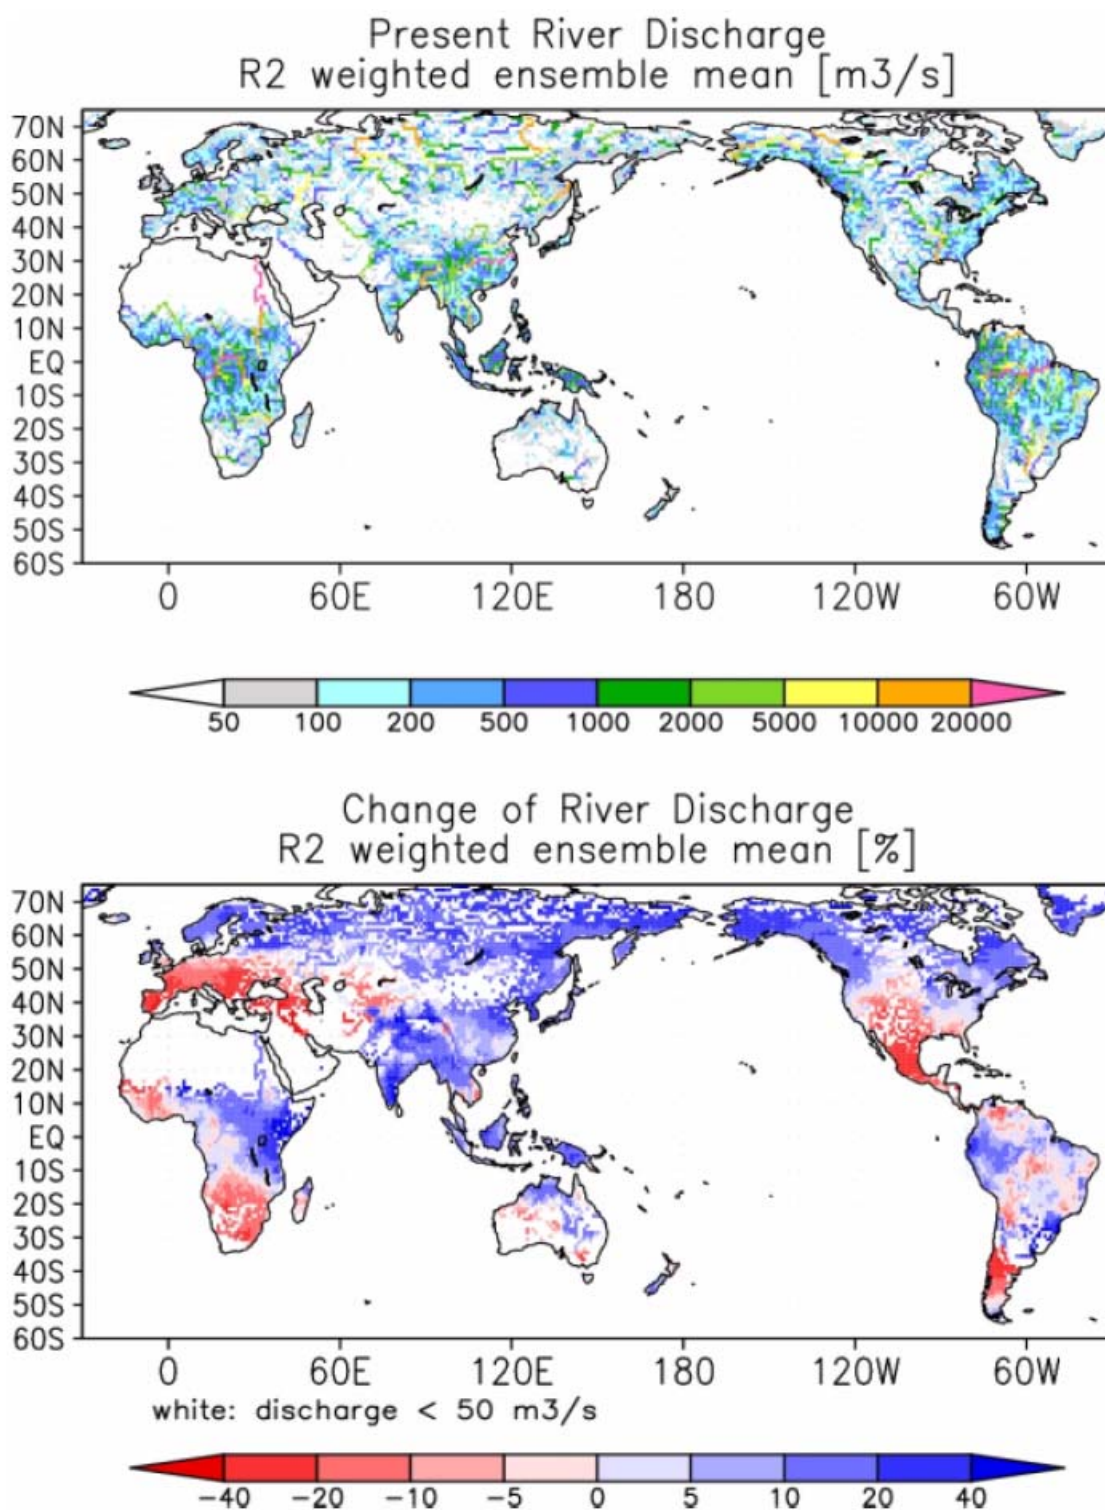 Present River Discharge
R2 weighted ensemble mean [m3/s]
70N
60N
50N
40N
30N
20N
10N
EQ
10S
20S
30S
40S
50S
60S
0 60E 120E 180 120W 60W
50 100 200 500 1000 2000 5000 10000 20000
Change of River Discharge
R2 weighted ensemble mean [%]
70N
60N
50N
40N
30N
20N
10N
EQ
10S
20S
30S
40S
50S
60S
0 60E 120E 180 120W 60W
white: discharge < 50 m3/s
−40 −20 −10 −5 0 5 10 20 40